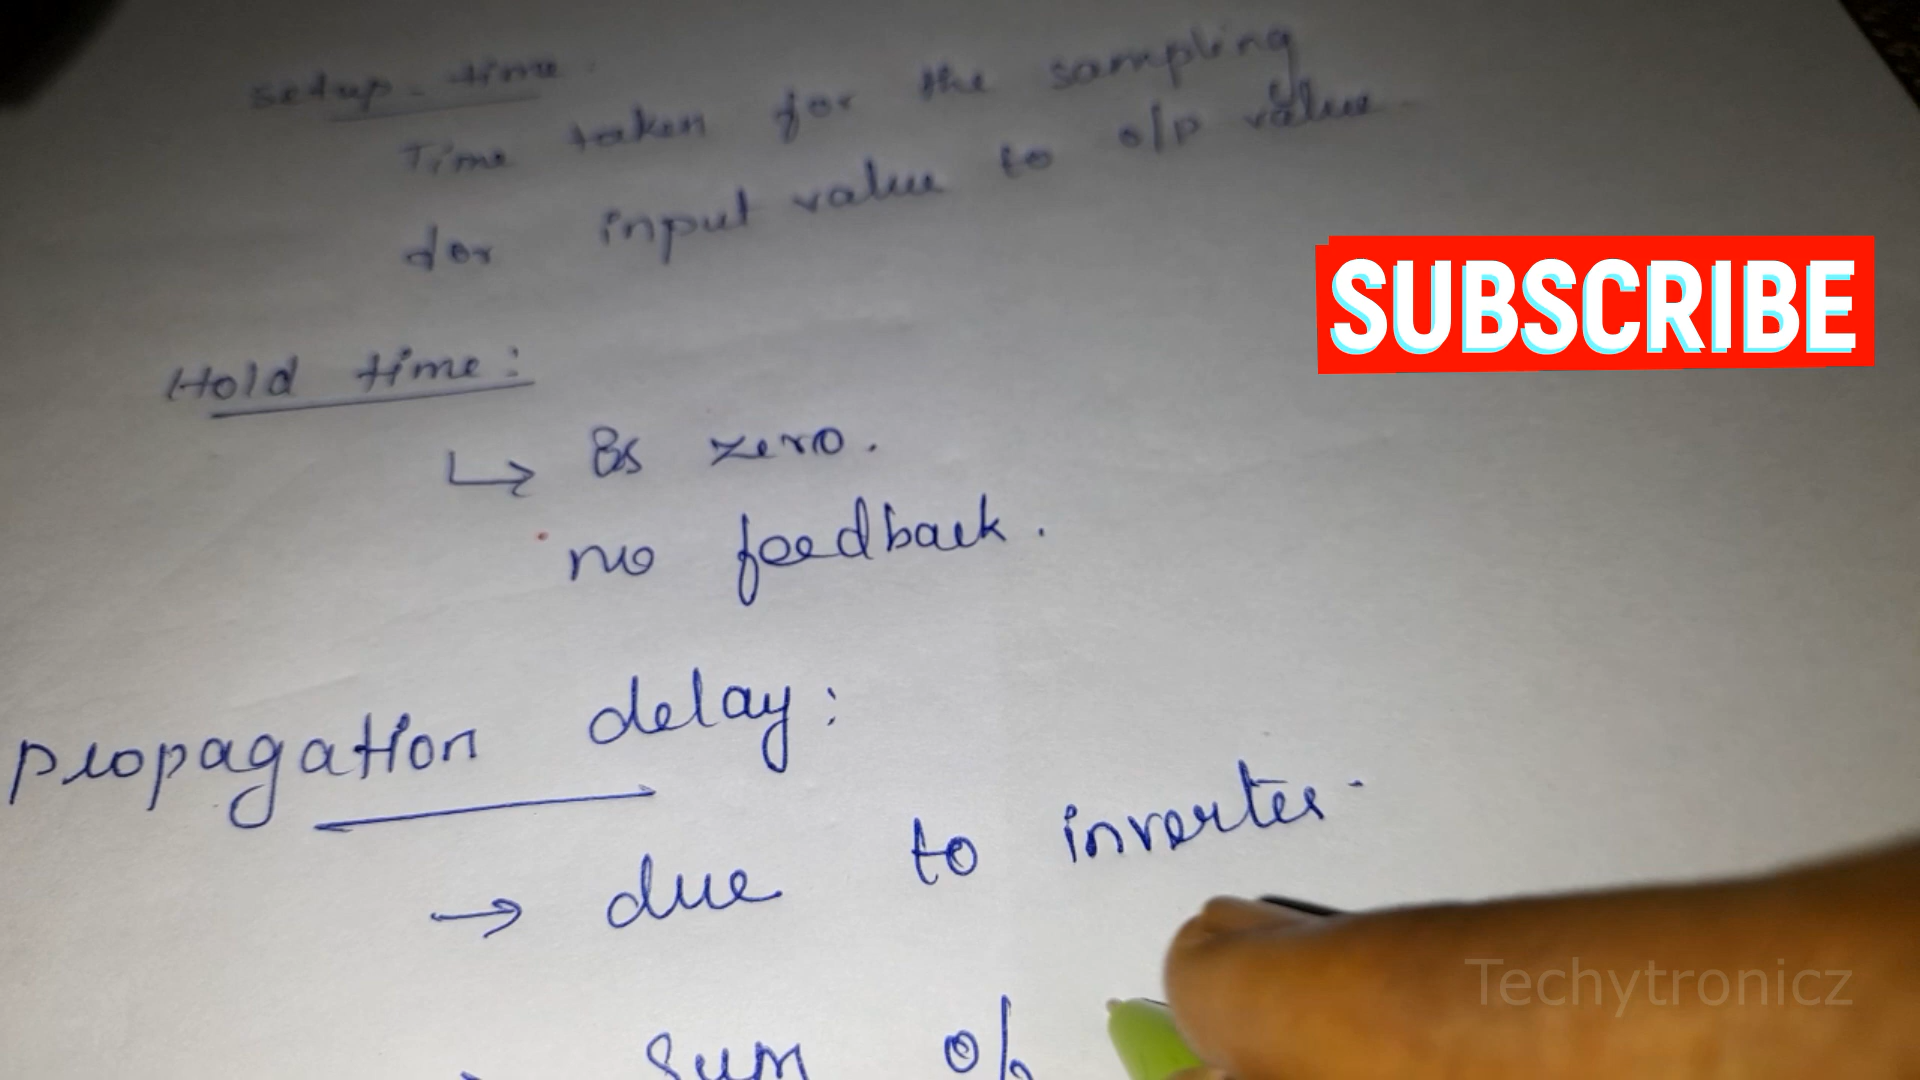 setup-time.
Time taken for the sampling
for input value to o/p value
Hold time:
↳ Is zero.
no feedback.
SUBSCRIBE
propagation delay:
→ due to inverter.
Techytronicz
Sum o/